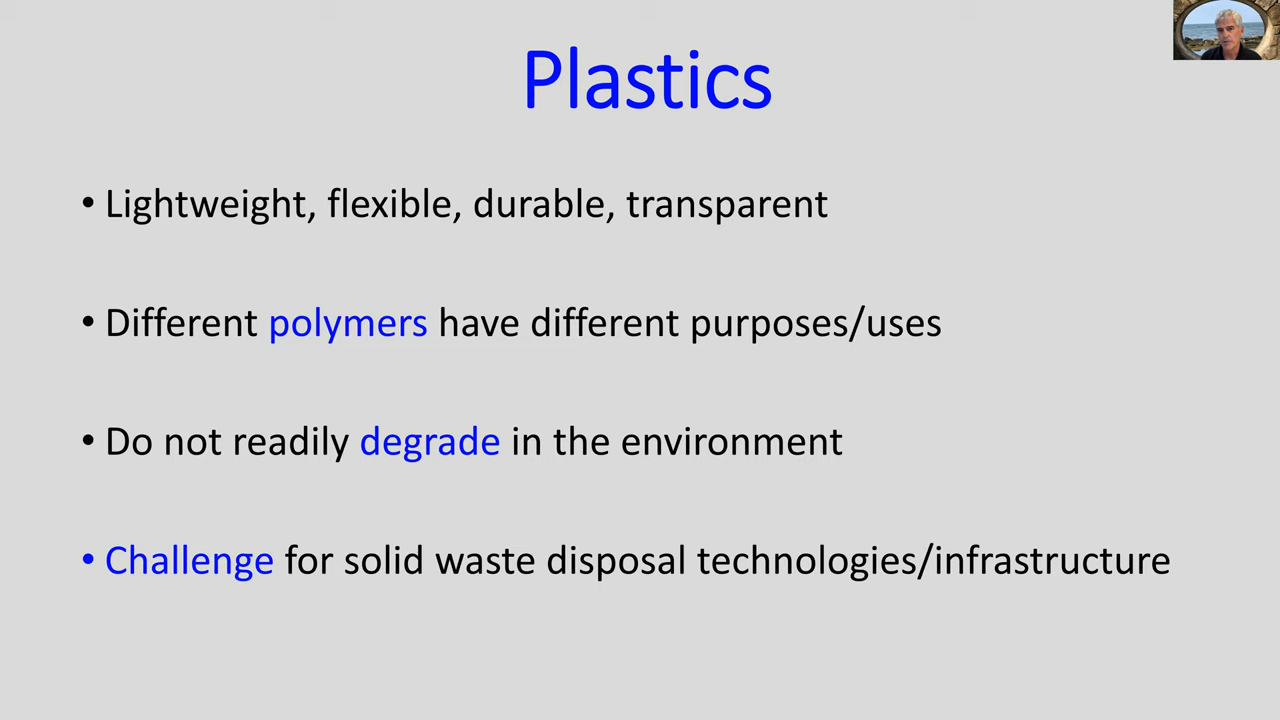 Plastics
• Lightweight, flexible, durable, transparent
• Different polymers have different purposes/uses
• Do not readily degrade in the environment
• Challenge for solid waste disposal technologies/infrastructure